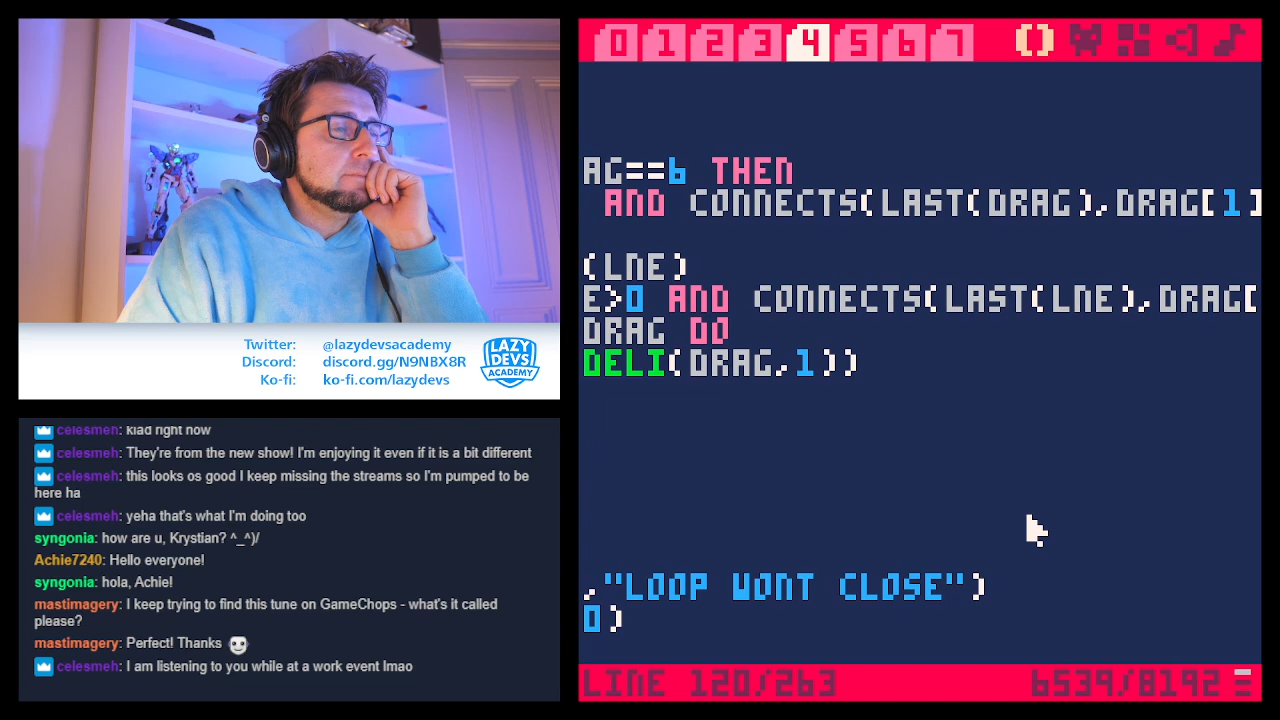 Twitter: @lazydevsacademy
Discord: discord.gg/N9NBX8R
Ko-fi: ko-fi.com/lazydevs
LAZY
DEVS
ACADEMY
celesmeh: kiad right now
celesmeh: They're from the new show! I'm enjoying it even if it is a bit different
celesmeh: this looks os good I keep missing the streams so I'm pumped to be
here ha
celesmeh: yeha that's what I'm doing too
syngonia: how are u, Krystian? ^_^)/
Achie7240: Hello everyone!
syngonia: hola, Achie!
mastimagery: I keep trying to find this tune on GameChops - what's it called
please?
mastimagery: Perfect! Thanks
celesmeh: I am listening to you while at a work event lmao
0 1 2 3 4 5 6 7 ()
AG==6 THEN
AND CONNECTS(LAST(DRAG),DRAG[1]
(LNE)
E>0 AND CONNECTS(LAST(LNE),DRAG[
DRAG DO
DELI(DRAG,1))
,"LOOP WONT CLOSE")
0)
LINE 120/263 6539/8192